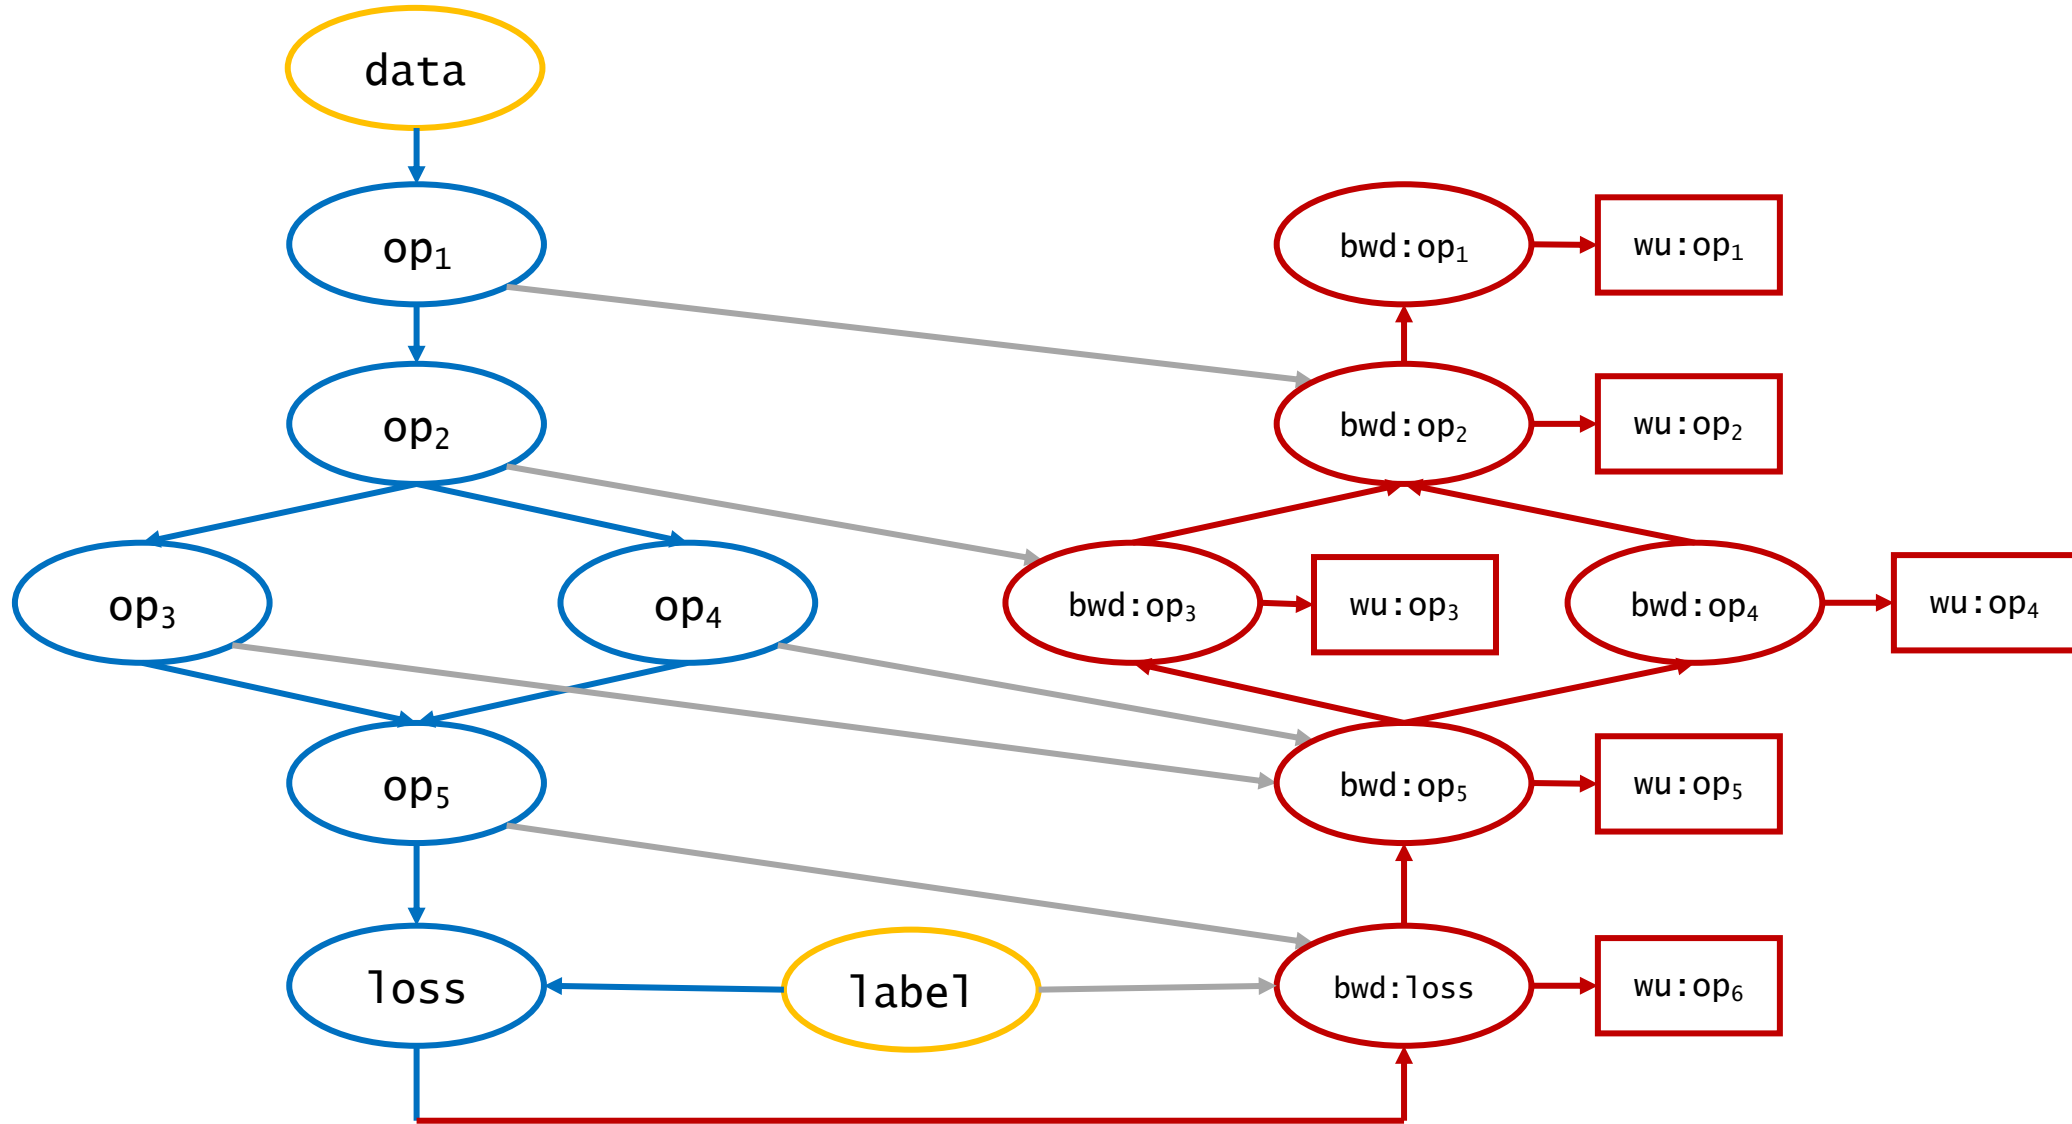 data
op₁
bwd:op₁
wu:op₁
op₂
bwd:op₂
wu:op₂
op₃
op₄
bwd:op₃
wu:op₃
bwd:op₄
wu:op₄
op₅
bwd:op₅
wu:op₅
loss
label
bwd:loss
wu:op₆